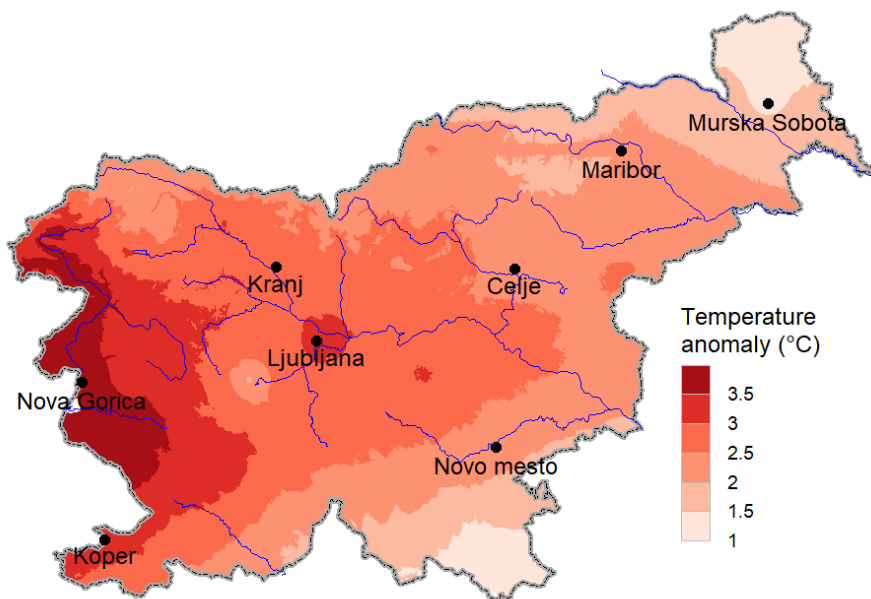 Murska Sobota
Maribor
Kranj
Celje
Ljubljana
Nova Gorica
Novo mesto
Koper
Temperature
anomaly (°C)
3.5
3
2.5
2
1.5
1